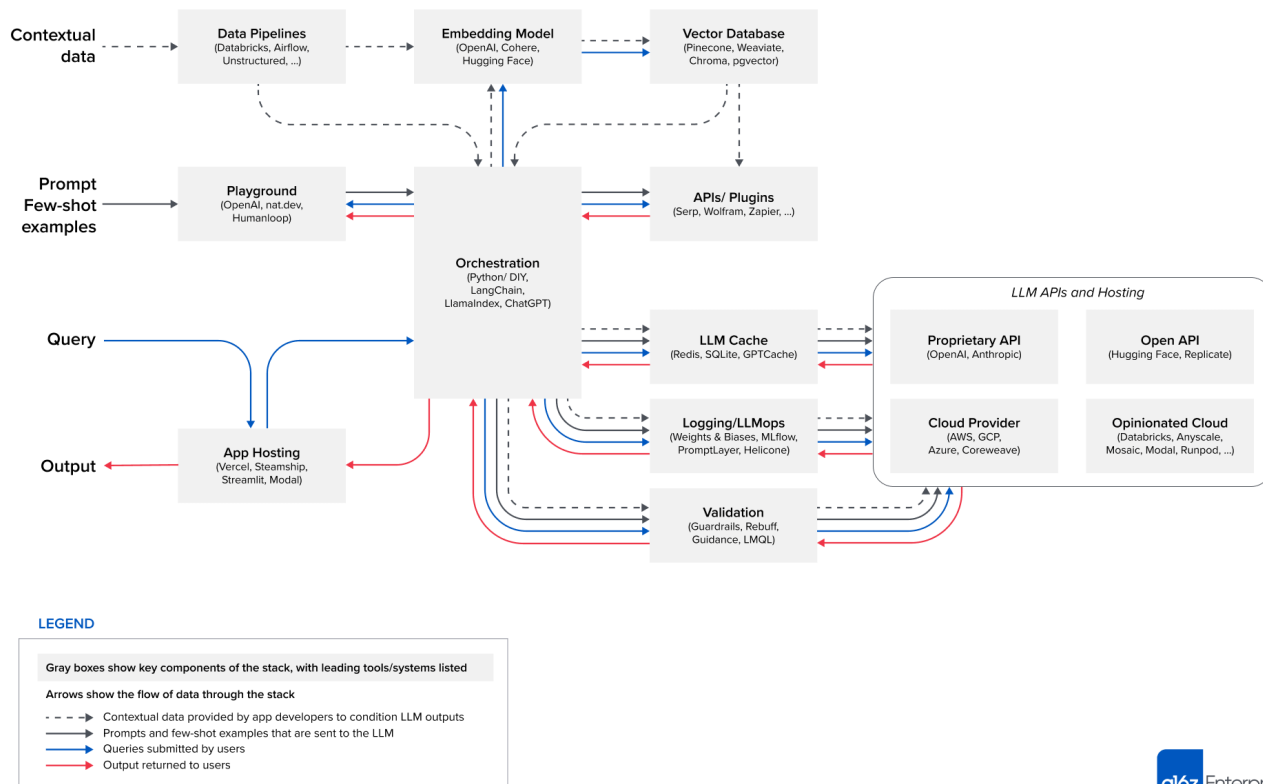 Contextual
data
Data Pipelines
(Databricks, Airflow,
Unstructured, ...)
Embedding Model
(OpenAI, Cohere,
Hugging Face)
Vector Database
(Pinecone, Weaviate,
Chroma, pgvector)
Prompt
Few-shot
examples
Playground
(OpenAI, nat.dev,
Humanloop)
Orchestration
(Python/ DIY,
LangChain,
LlamaIndex, ChatGPT)
APIs/ Plugins
(Serp, Wolfram, Zapier, ...)
Query
Output
App Hosting
(Vercel, Steamship,
Streamlit, Modal)
LLM Cache
(Redis, SQLite, GPTCache)
Logging/LLMops
(Weights & Biases, MLflow,
PromptLayer, Helicone)
Validation
(Guardrails, Rebuff,
Guidance, LMQL)
LLM APIs and Hosting
Proprietary API
(OpenAI, Anthropic)
Open API
(Hugging Face, Replicate)
Cloud Provider
(AWS, GCP,
Azure, Coreweave)
Opinionated Cloud
(Databricks, Anyscale,
Mosaic, Modal, Runpod, ...)
LEGEND
Gray boxes show key components of the stack, with leading tools/systems listed
Arrows show the flow of data through the stack
Contextual data provided by app developers to condition LLM outputs
Prompts and few-shot examples that are sent to the LLM
Queries submitted by users
Output returned to users
a16z